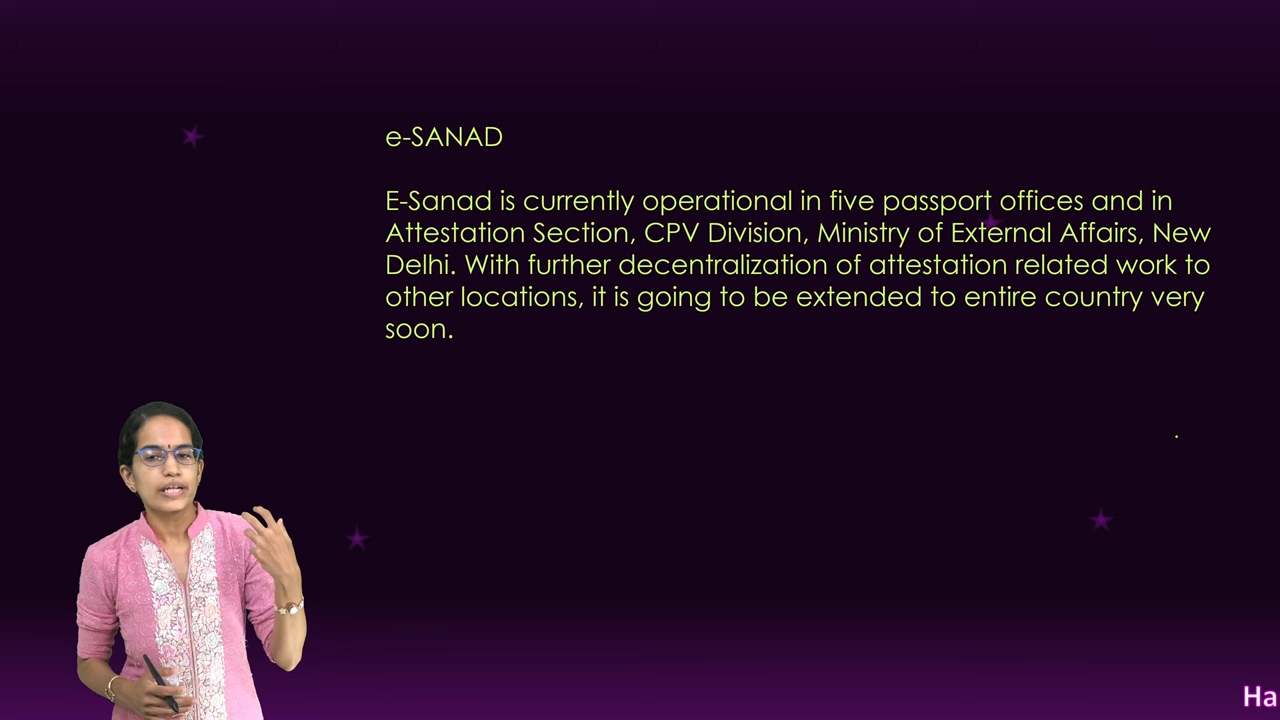 e-SANAD
E-Sanad is currently operational in five passport offices and in
Attestation Section, CPV Division, Ministry of External Affairs, New
Delhi. With further decentralization of attestation related work to
other locations, it is going to be extended to entire country very
soon.
Ha